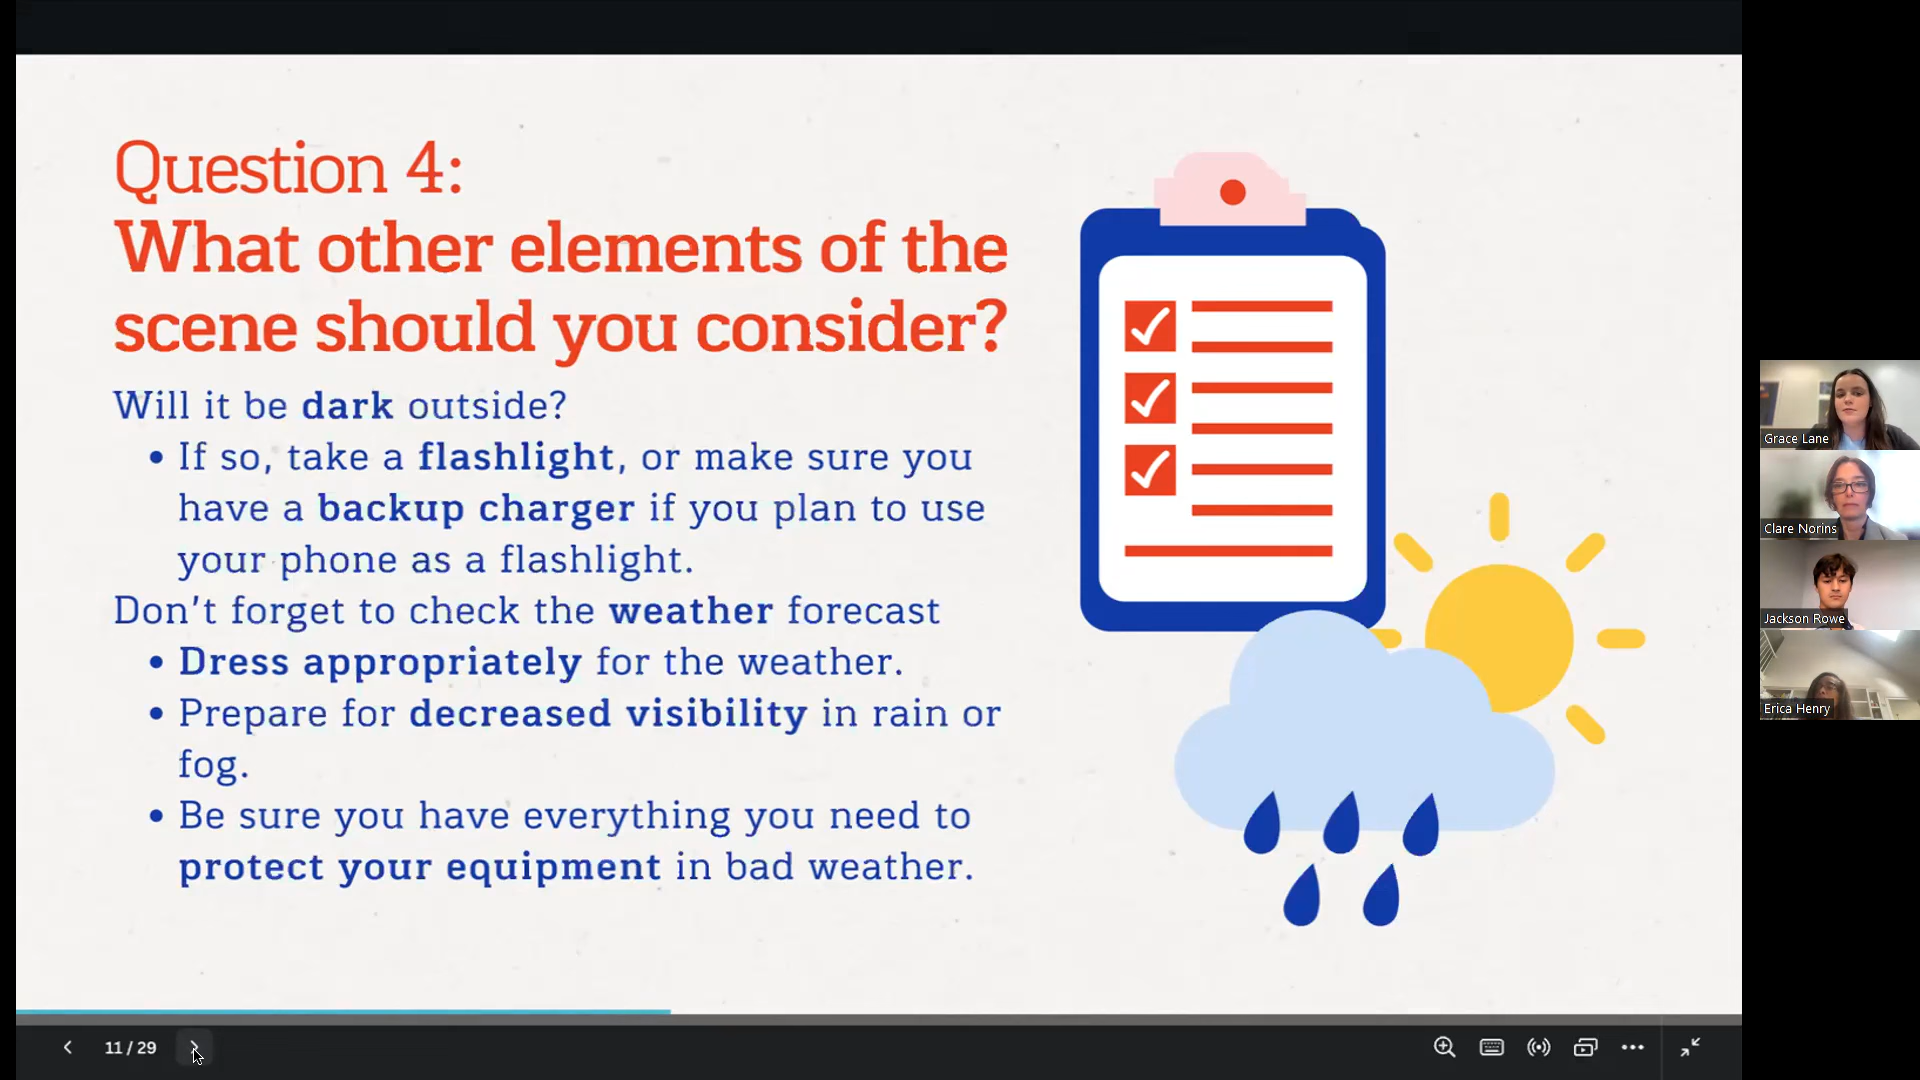 Question 4:
What other elements of the
scene should you consider?
Will it be dark outside?
• If so, take a flashlight, or make sure you
have a backup charger if you plan to use
your phone as a flashlight.
Don't forget to check the weather forecast
• Dress appropriately for the weather.
• Prepare for decreased visibility in rain or
fog.
• Be sure you have everything you need to
protect your equipment in bad weather.
11 / 29
Grace Lane
Clare Norins
Jackson Rowe
Erica Henry